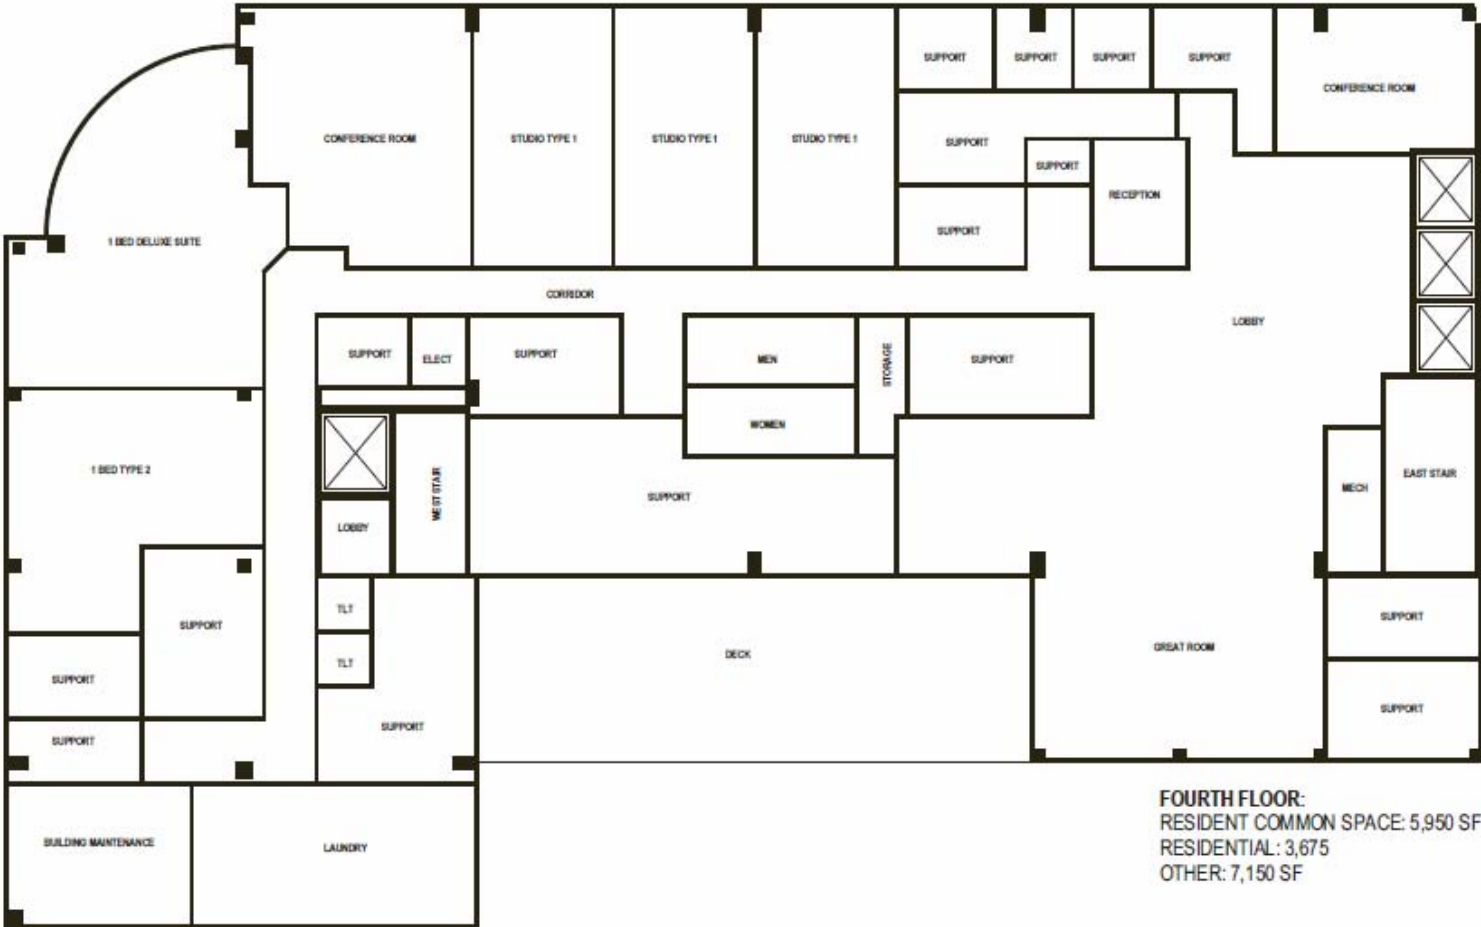 SUPPORT
SUPPORT
SUPPORT
SUPPORT
CONFERENCE ROOM
CONFERENCE ROOM
STUDIO TYPE 1
STUDIO TYPE 1
STUDIO TYPE 1
SUPPORT
SUPPORT
RECEPTION
SUPPORT
1 BED DELUXE SUITE
CORRIDOR
LOBBY
SUPPORT
ELECT
SUPPORT
MEN
STORAGE
SUPPORT
WOMEN
1 BED TYPE 2
WEST STAIR
SUPPORT
MECH
EAST STAIR
LOBBY
TLT
SUPPORT
SUPPORT
TLT
DECK
GREAT ROOM
SUPPORT
SUPPORT
SUPPORT
SUPPORT
BUILDING MAINTENANCE
LAUNDRY
FOURTH FLOOR:
RESIDENT COMMON SPACE: 5,950 SF
RESIDENTIAL: 3,675
OTHER: 7,150 SF